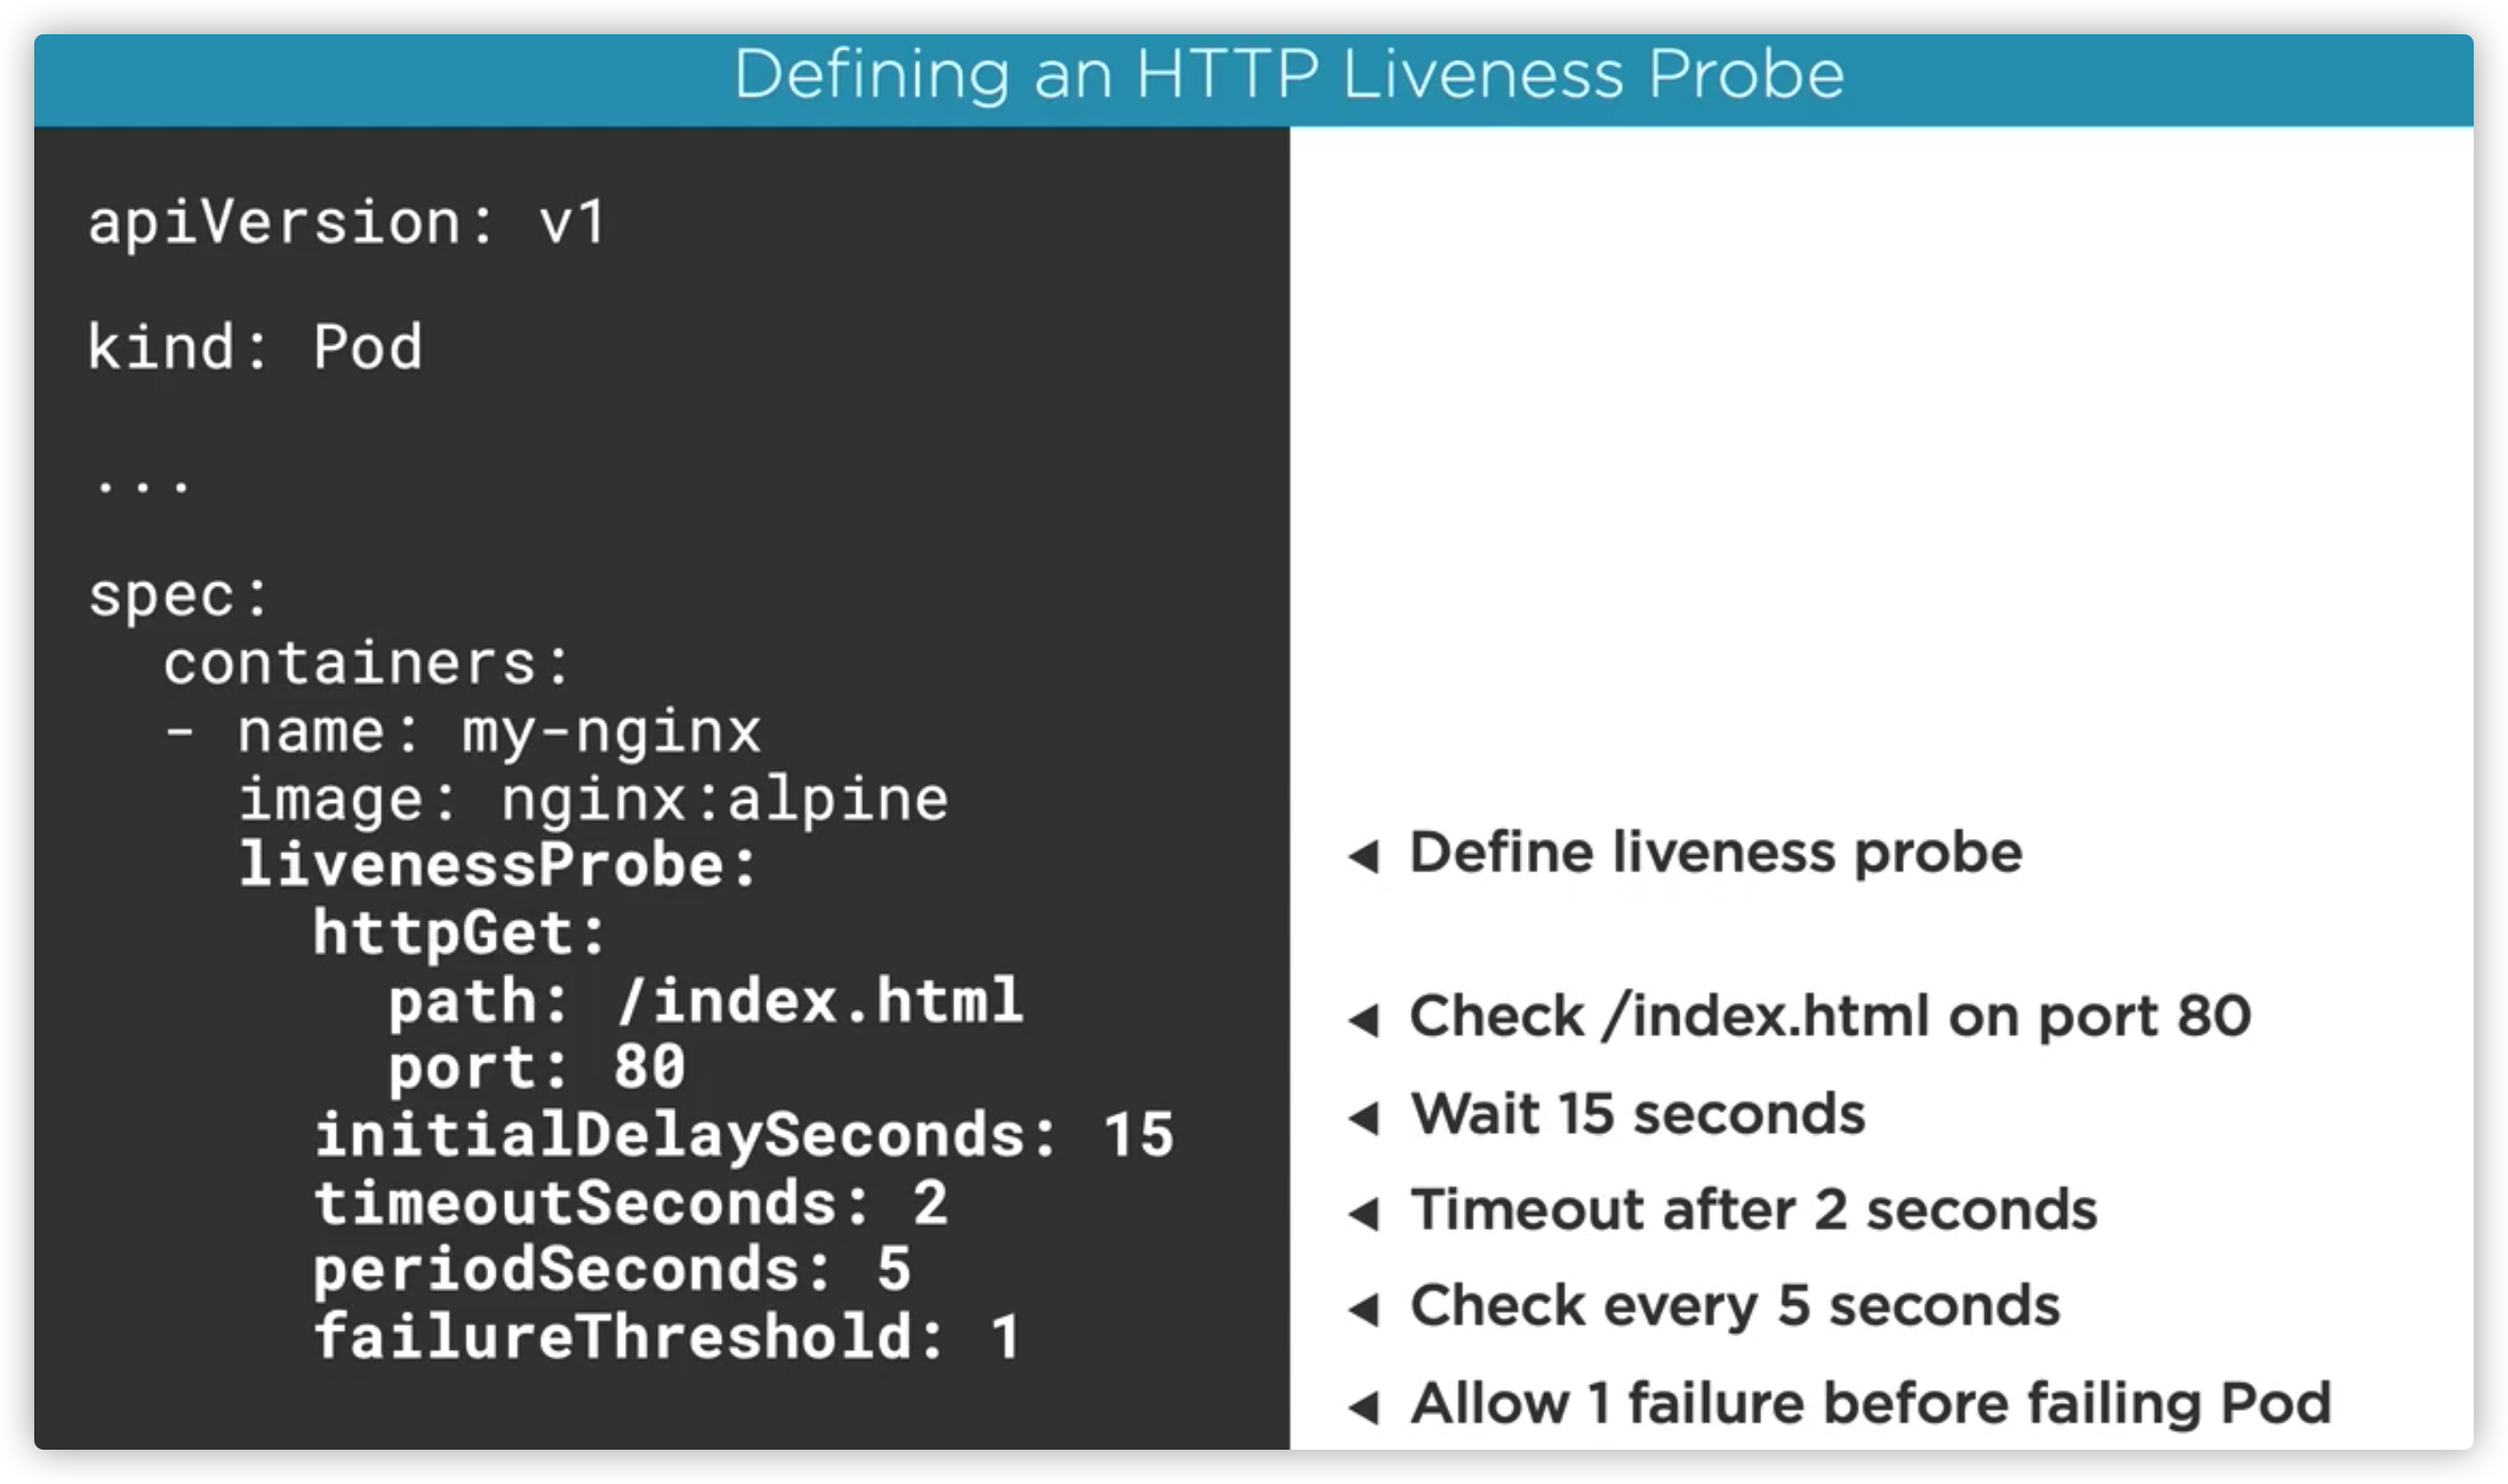 Defining an HTTP Liveness Probe
apiVersion: v1
kind: Pod
...
spec:
  containers:
  - name: my-nginx
    image: nginx:alpine
    livenessProbe:
      httpGet:
        path: /index.html
        port: 80
      initialDelaySeconds: 15
      timeoutSeconds: 2
      periodSeconds: 5
      failureThreshold: 1
◀ Define liveness probe
◀ Check /index.html on port 80
◀ Wait 15 seconds
◀ Timeout after 2 seconds
◀ Check every 5 seconds
◀ Allow 1 failure before failing Pod